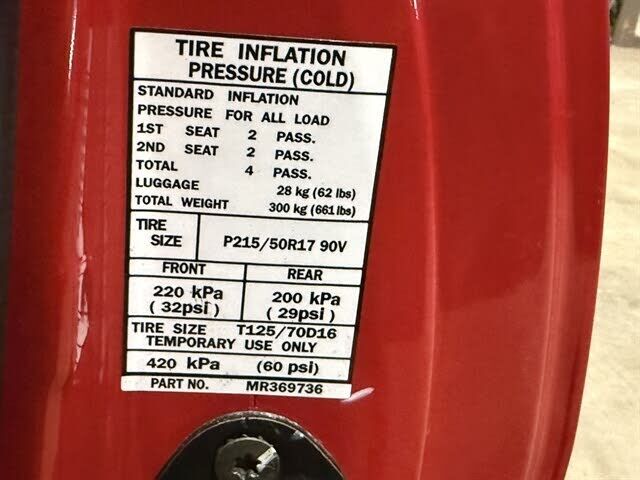 TIRE INFLATION
PRESSURE (COLD)
STANDARD INFLATION
PRESSURE FOR ALL LOAD
1ST SEAT 2 PASS.
2ND SEAT 2 PASS.
TOTAL 4 PASS.
LUGGAGE 28 kg (62 lbs)
TOTAL WEIGHT 300 kg (661 lbs)
TIRE SIZE P215/50R17 90V
FRONT REAR
220 kPa 200 kPa
( 32psi ) ( 29psi )
TIRE SIZE T125/70D16
TEMPORARY USE ONLY
420 kPa (60 psi)
PART NO. MR369736